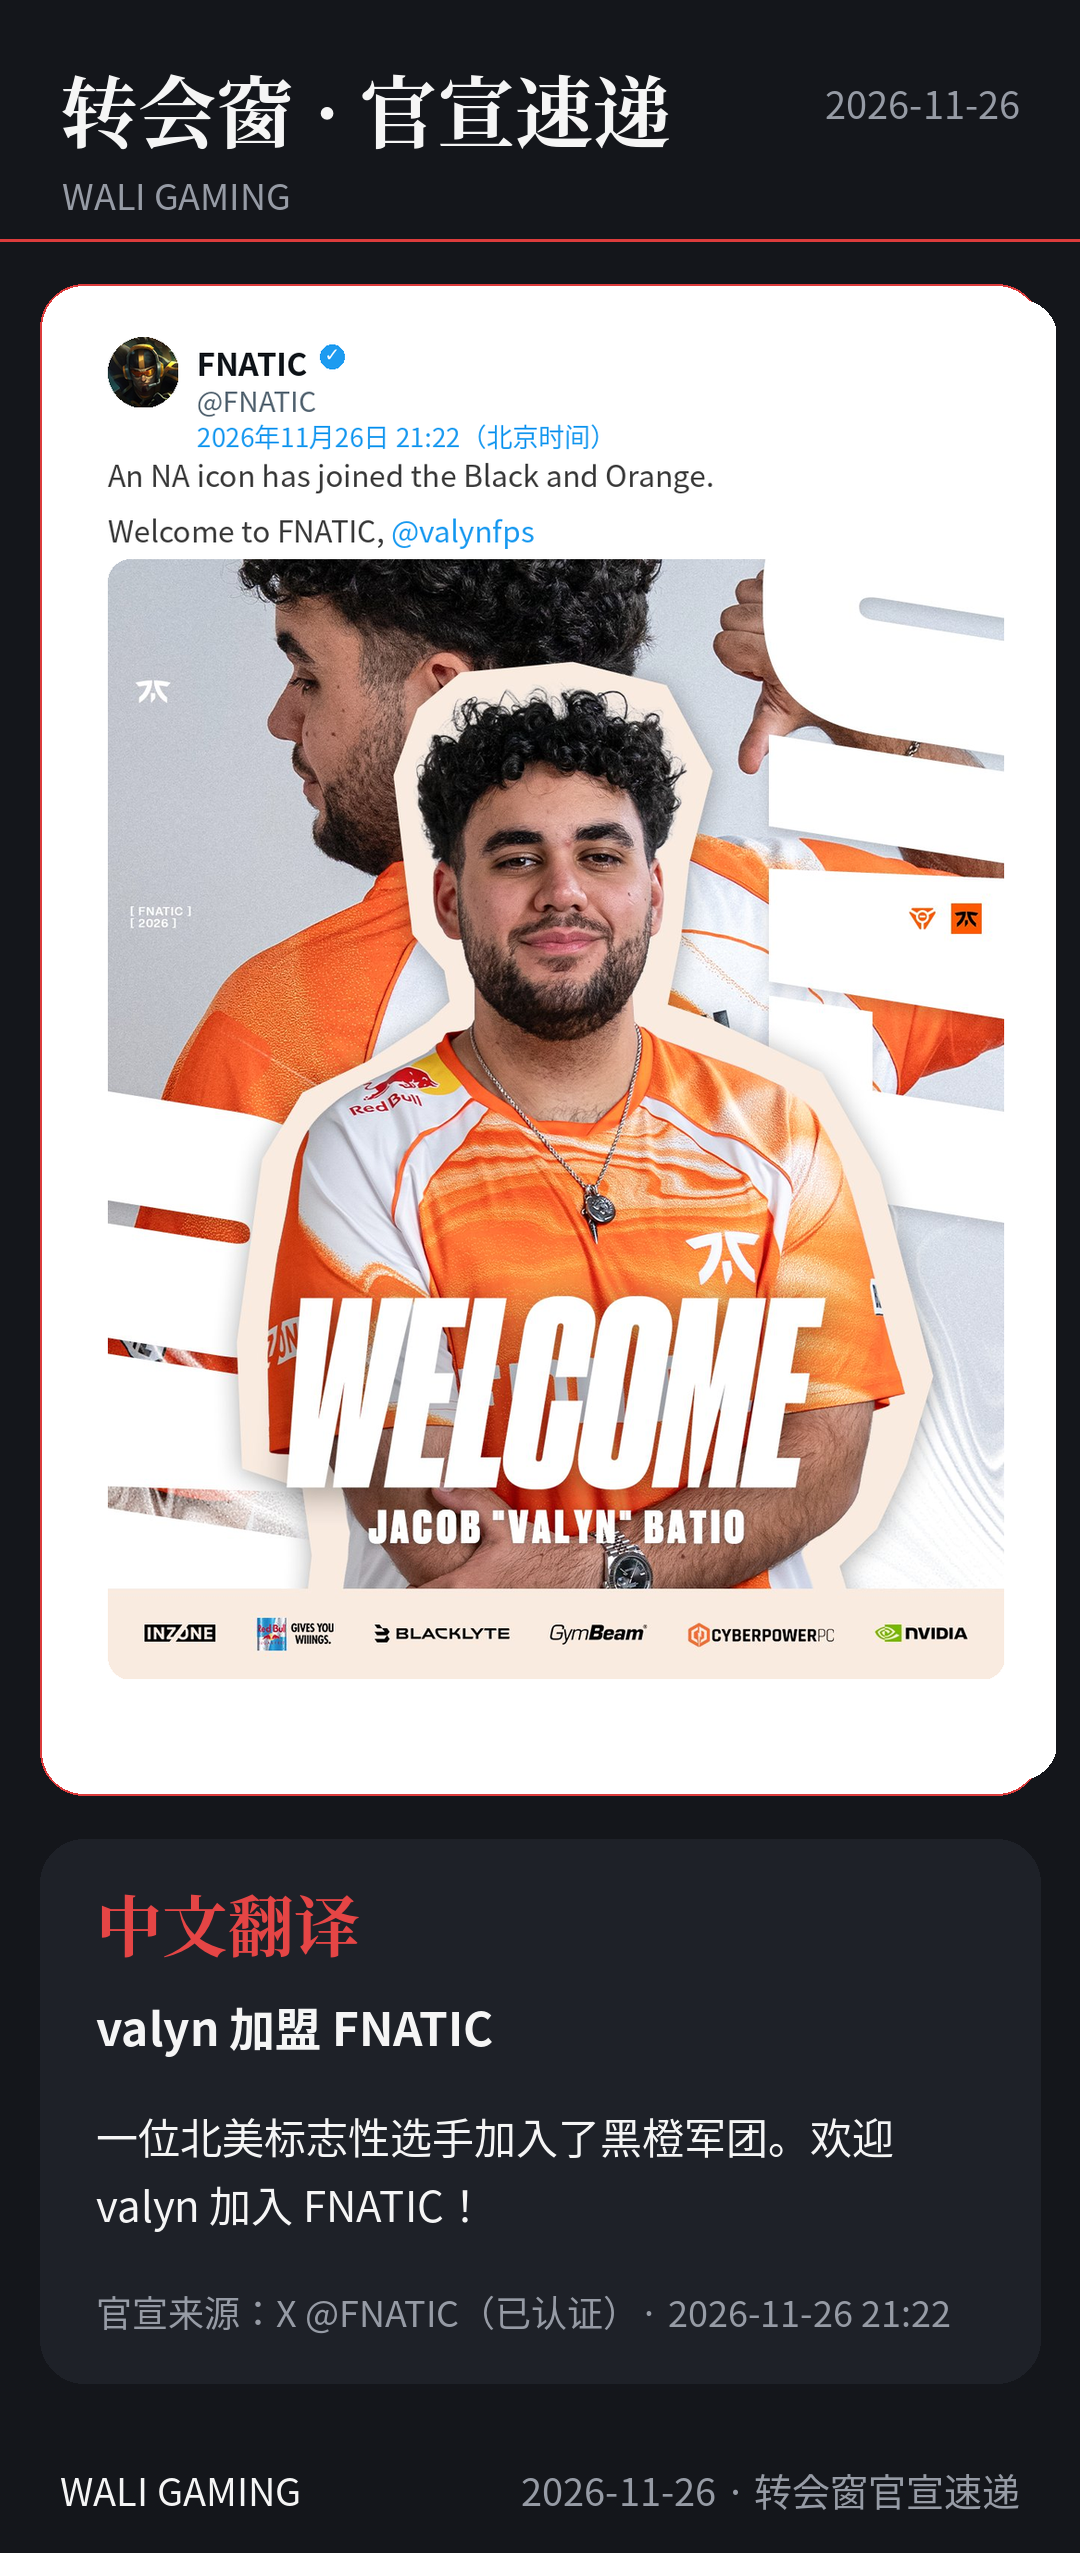 转会窗 · 官宣速递
2026-11-26
WALI GAMING
FNATIC ✓
@FNATIC
2026年11月26日 21:22（北京时间）
An NA icon has joined the Black and Orange.
Welcome to FNATIC, @valynfps
[ FNATIC ]
[ 2026 ]
Red Bull
WELCOME
JACOB "VALYN" BATIO
INZONE
Red Bull GIVES YOU WIIINGS.
BLACKLYTE
GymBeam
CYBERPOWERPC
NVIDIA
中文翻译
valyn 加盟 FNATIC
一位北美标志性选手加入了黑橙军团。欢迎
valyn 加入 FNATIC！
官宣来源：X @FNATIC（已认证） · 2026-11-26 21:22
WALI GAMING
2026-11-26 · 转会窗官宣速递